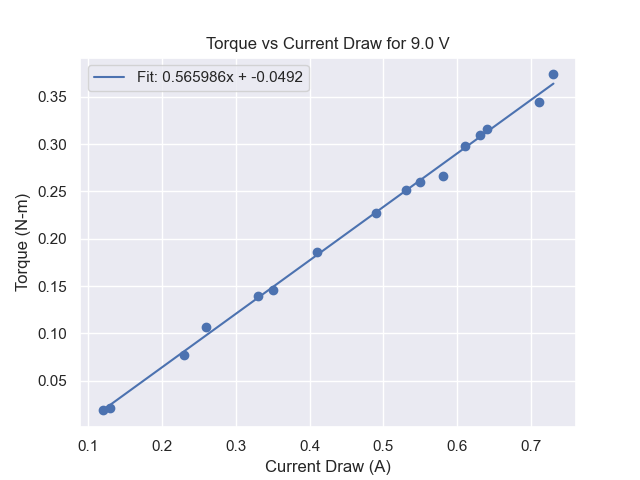 Torque vs Current Draw for 9.0 V
Fit: 0.565986x + -0.0492
0.35
0.30
0.25
0.20
0.15
0.10
0.05
Torque (N-m)
0.1 0.2 0.3 0.4 0.5 0.6 0.7
Current Draw (A)